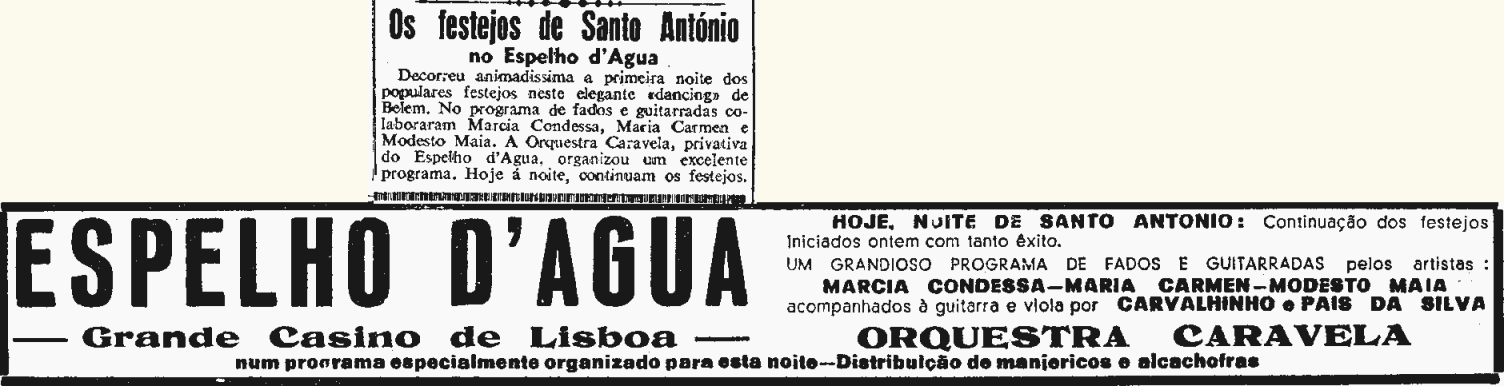 Os festejos de Santo António
no Espelho d'Agua
Decorreu animadissima a primeira noite dos
populares festejos neste elegante «dancing» de
Belem. No programa de fados e guitarradas co-
laboraram Marcia Condessa, Maria Carmen e
Modesto Maia. A Orquestra Caravela, privativa
do Espelho d'Agua, organizou um excelente
programa. Hoje á noite, continuam os festejos.
ESPELHO D'AGUA
— Grande Casino de Lisboa —
HOJE, NOITE DE SANTO ANTONIO: Continuação dos festejos
Iniciados ontem com tanto êxito.
UM GRANDIOSO PROGRAMA DE FADOS E GUITARRADAS pelos artistas:
MARCIA CONDESSA—MARIA CARMEN—MODESTO MAIA
acompanhados à guitarra e viola por CARVALHINHO e PAIS DA SILVA
ORQUESTRA CARAVELA
num programa especialmente organizado para esta noite—Distribuição de manjericos e alcachofras